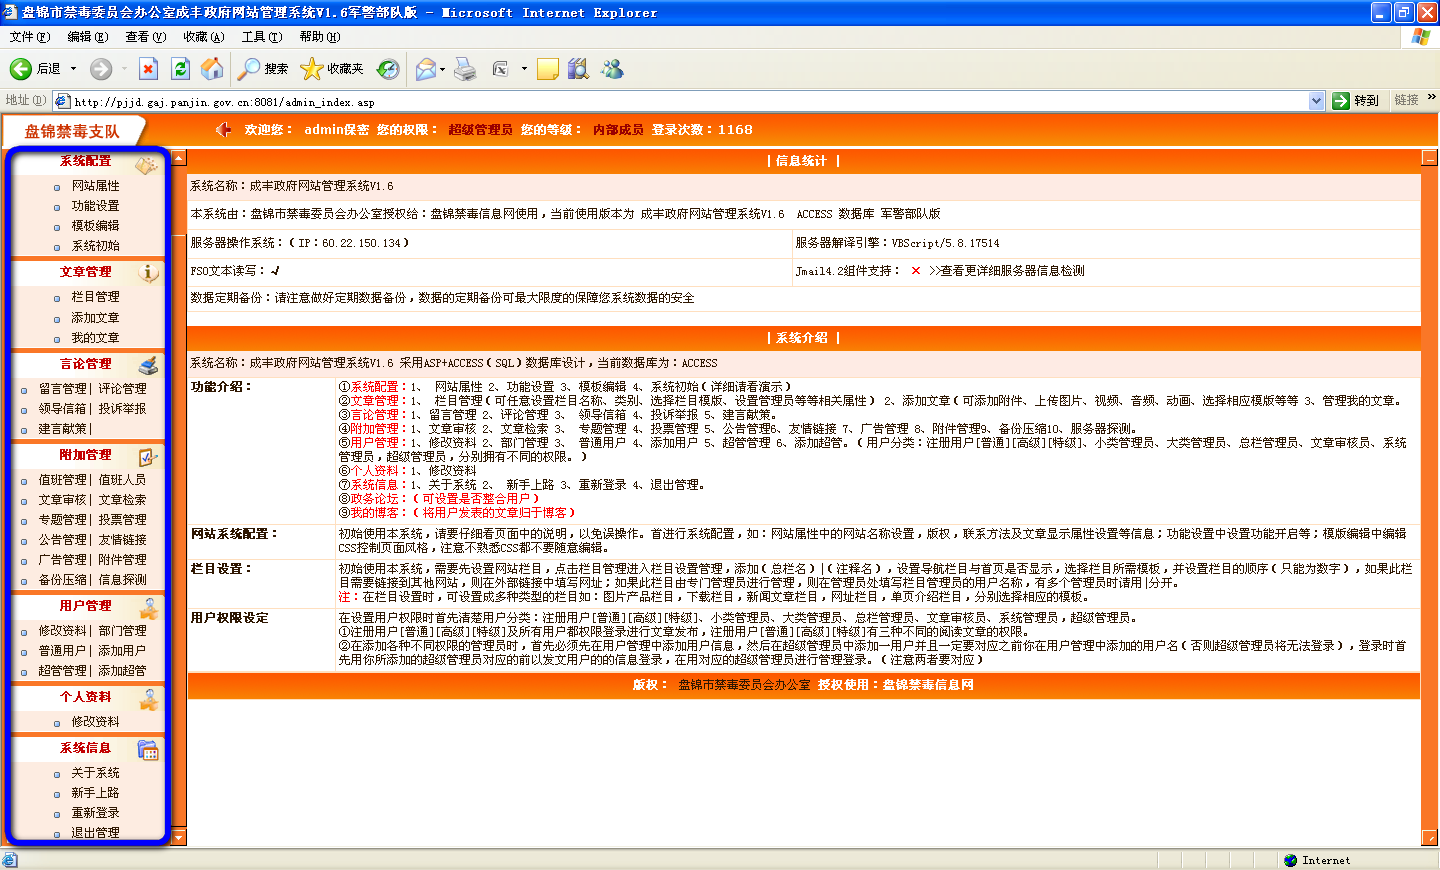 盘锦市禁毒委员会办公室成丰政府网站管理系统V1.6军警部队版 - Microsoft Internet Explorer
文件(F) 编辑(E) 查看(V) 收藏(A) 工具(T) 帮助(H)
后退 搜索 收藏夹
地址(D) http://pjjd.gaj.panjin.gov.cn:8081/admin_index.asp 转到 链接 »
盘锦禁毒支队 欢迎您： admin保密 您的权限： 超级管理员 您的等级： 内部成员 登录次数：1168
系统配置
网站属性
功能设置
模板编辑
系统初始
文章管理
栏目管理
添加文章
我的文章
言论管理
留言管理| 评论管理
领导信箱| 投诉举报
建言献策|
附加管理
值班管理| 值班人员
文章审核| 文章检索
专题管理| 投票管理
公告管理| 友情链接
广告管理| 附件管理
备份压缩| 信息探测
用户管理
修改资料| 部门管理
普通用户| 添加用户
超管管理| 添加超管
个人资料
修改资料
系统信息
关于系统
新手上路
重新登录
退出管理
| 信息统计 |
系统名称：成丰政府网站管理系统V1.6
本系统由：盘锦市禁毒委员会办公室授权给：盘锦禁毒信息网使用，当前使用版本为 成丰政府网站管理系统V1.6 ACCESS 数据库 军警部队版
服务器操作系统：（IP：60.22.150.134） 服务器解译引擎：VBScript/5.8.17514
FSO文本读写：√ Jmail4.2组件支持： × >>查看更详细服务器信息检测
数据定期备份：请注意做好定期数据备份，数据的定期备份可最大限度的保障您系统数据的安全
| 系统介绍 |
系统名称：成丰政府网站管理系统V1.6 采用ASP+ACCESS（SQL）数据库设计，当前数据库为：ACCESS
功能介绍：
①系统配置：1、 网站属性 2、功能设置 3、模板编辑 4、系统初始（详细请看演示）
②文章管理：1、 栏目管理（可任意设置栏目名称、类别、选择栏目模版、设置管理员等等相关属性） 2、添加文章（可添加附件、上传图片、视频、音频、动画、选择相应模版等等 3、管理我的文章。
③言论管理：1、留言管理 2、评论管理 3、 领导信箱 4、投诉举报 5、建言献策。
④附加管理：1、文章审核 2、文章检索 3、 专题管理 4、投票管理 5、公告管理6、友情链接 7、广告管理 8、附件管理9、备份压缩10、服务器探测。
⑤用户管理：1、修改资料 2、部门管理 3、 普通用户 4、添加用户 5、超管管理 6、添加超管。（用户分类：注册用户[普通][高级][特级]、小类管理员、大类管理员、总栏管理员、文章审核员、系统
管理员，超级管理员，分别拥有不同的权限。）
⑥个人资料：1、修改资料
⑦系统信息：1、关于系统 2、 新手上路 3、重新登录 4、退出管理。
⑧政务论坛：（可设置是否整合用户）
⑨我的博客：（将用户发表的文章归于博客）
网站系统配置：
初始使用本系统，请要仔细看页面中的说明，以免误操作。首进行系统配置，如：网站属性中的网站名称设置，版权，联系方法及文章显示属性设置等信息；功能设置中设置功能开启等；模版编辑中编辑
CSS控制页面风格，注意不熟悉CSS都不要随意编辑。
栏目设置：
初始使用本系统，需要先设置网站栏目，点击栏目管理进入栏目设置管理，添加（总栏名）|（注释名），设置导航栏目与首页是否显示，选择栏目所需模板，并设置栏目的顺序（只能为数字），如果此栏
目需要链接到其他网站，则在外部链接中填写网址；如果此栏目由专门管理员进行管理，则在管理员处填写栏目管理员的用户名称，有多个管理员时请用|分开。
注：在栏目设置时，可设置成多种类型的栏目如：图片产品栏目，下载栏目，新闻文章栏目，网址栏目，单页介绍栏目，分别选择相应的模板。
用户权限设定
在设置用户权限时首先清楚用户分类：注册用户[普通][高级][特级]、小类管理员、大类管理员、总栏管理员、文章审核员、系统管理员，超级管理员。
①注册用户[普通][高级][特级]及所有用户都权限登录进行文章发布，注册用户[普通][高级][特级]有三种不同的阅读文章的权限。
②在添加各种不同权限的管理员时，首先必须先在用户管理中添加用户信息，然后在超级管理员中添加一用户并且一定要对应之前你在用户管理中添加的用户名（否则超级管理员将无法登录），登录时首
先用你所添加的超级管理员对应的前以发文用户的的信息登录，在用对应的超级管理员进行管理登录。（注意两者要对应）
版权： 盘锦市禁毒委员会办公室 授权使用：盘锦禁毒信息网
Internet